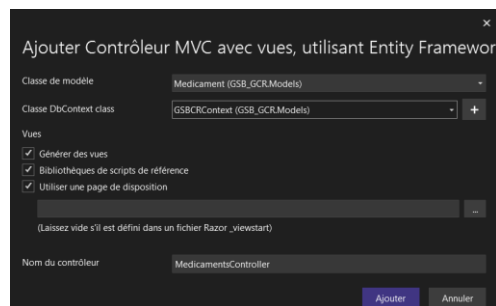 Ajouter Contrôleur MVC avec vues, utilisant Entity Framewor
Classe de modèle
Medicament (GSB_GCR.Models)
Classe DbContext class
GSBCRContext (GSB_GCR.Models)
Vues
Générer des vues
Bibliothèques de scripts de référence
Utiliser une page de disposition
...
(Laissez vide s'il est défini dans un fichier Razor _viewstart)
Nom du contrôleur
MedicamentsController
Ajouter Annuler